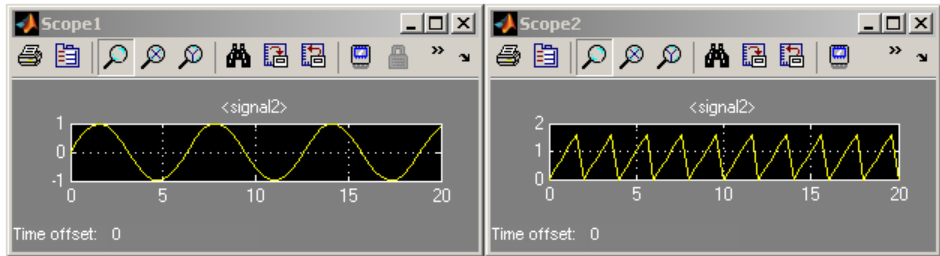 Scope1
<signal2>
1
0
-1
0 5 10 15 20
Time offset: 0
Scope2
<signal2>
2
1
0
0 5 10 15 20
Time offset: 0